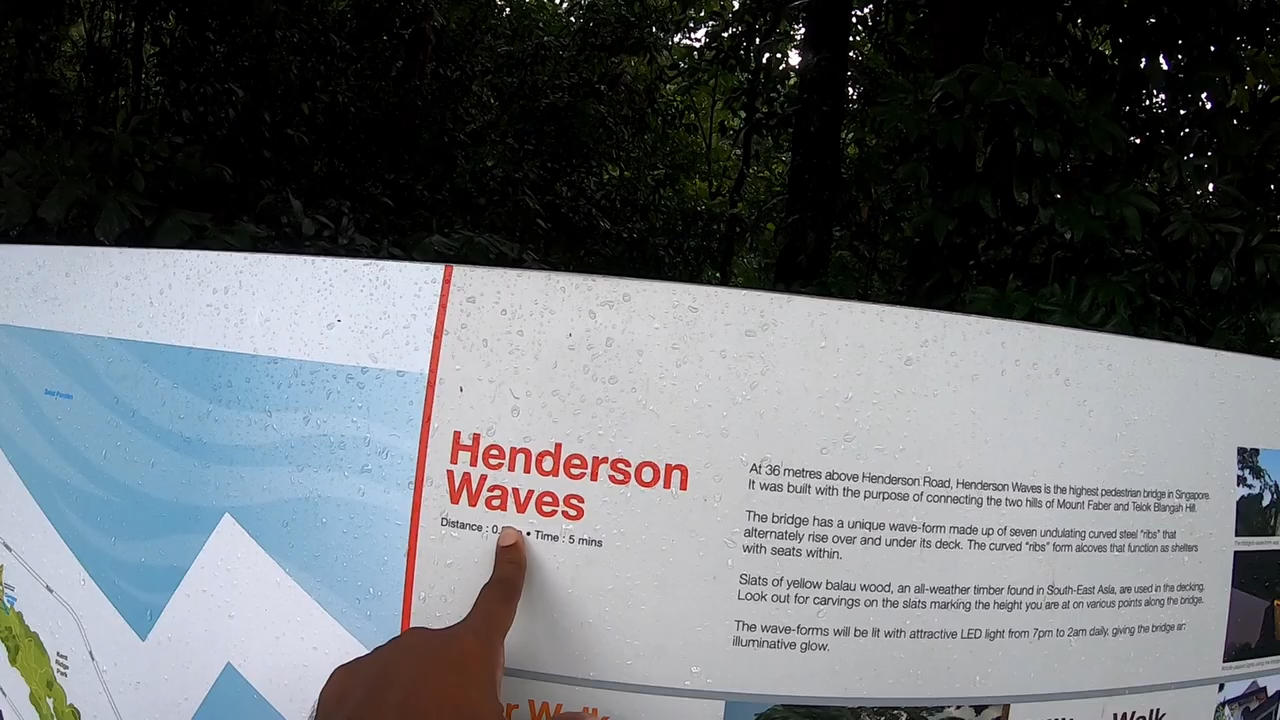 Henderson
Waves
Distance : 0. • Time : 5 mins
At 36 metres above Henderson Road, Henderson Waves is the highest pedestrian bridge in Singapore.
It was built with the purpose of connecting the two hills of Mount Faber and Telok Blangah Hill.
The bridge has a unique wave-form made up of seven undulating curved steel "ribs" that
alternately rise over and under its deck. The curved "ribs" form alcoves that function as shelters
with seats within.
Slats of yellow balau wood, an all-weather timber found in South-East Asia, are used in the decking.
Look out for carvings on the slats marking the height you are at on various points along the bridge.
The wave-forms will be lit with attractive LED light from 7pm to 2am daily, giving the bridge an
illuminative glow.
Kent
Ridge
Park
Walk